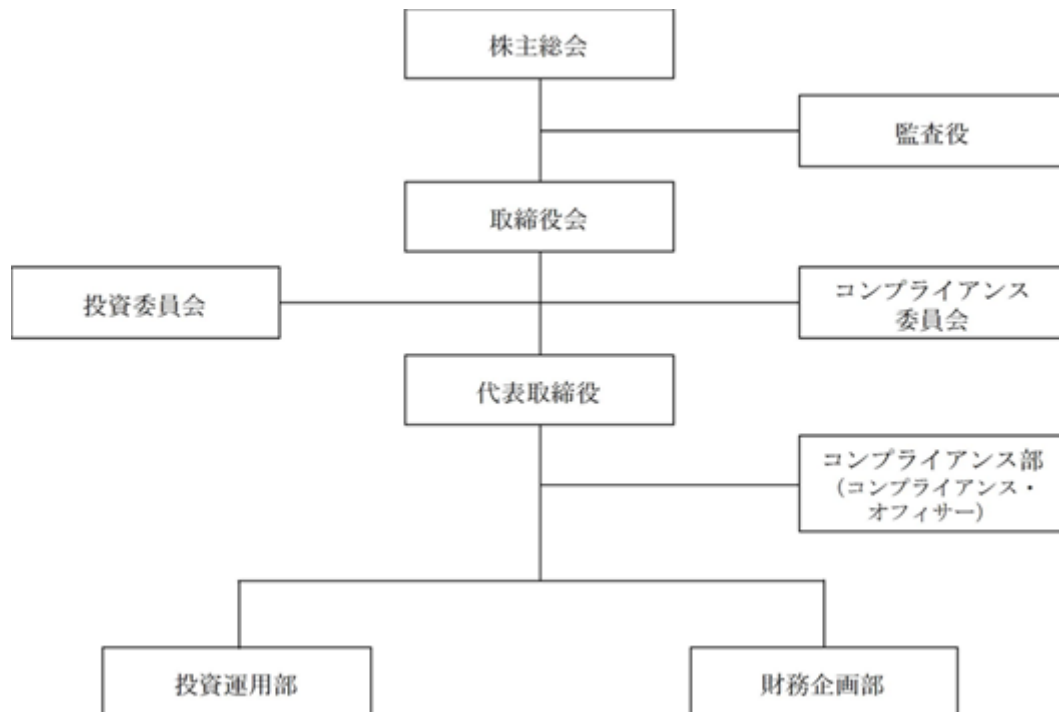 株主総会
監査役
取締役会
投資委員会
コンプライアンス
委員会
代表取締役
コンプライアンス部
（コンプライアンス・
オフィサー）
投資運用部
財務企画部